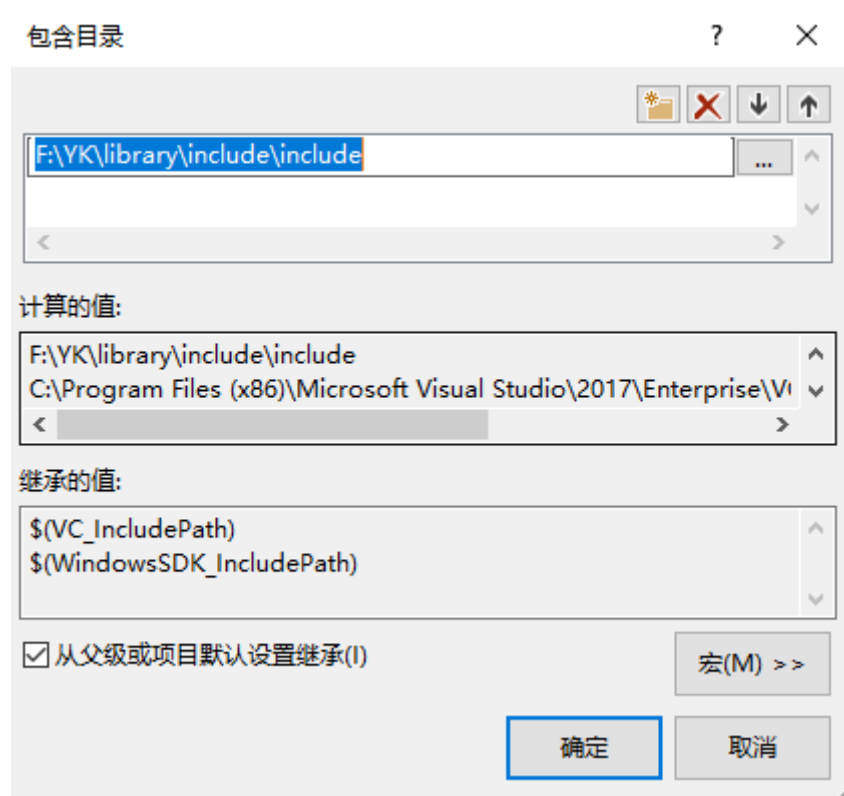 包含目录
F:\YK\library\include\include
...
计算的值:
F:\YK\library\include\include
C:\Program Files (x86)\Microsoft Visual Studio\2017\Enterprise\V
继承的值:
$(VC_IncludePath)
$(WindowsSDK_IncludePath)
从父级或项目默认设置继承(I)
宏(M) >>
确定
取消